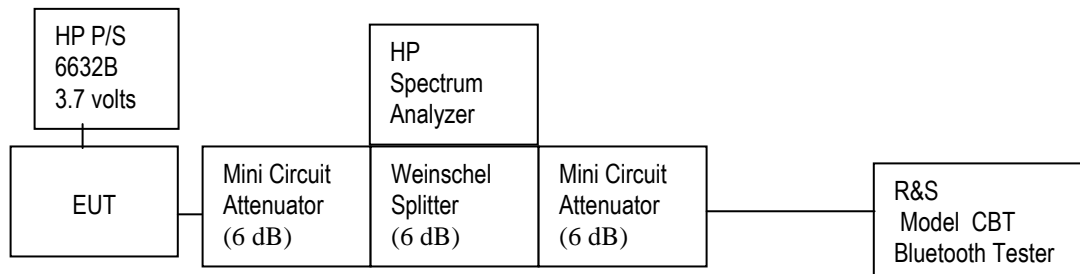 HP P/S
6632B
3.7 volts
HP
Spectrum
Analyzer
EUT
Mini Circuit
Attenuator
(6 dB)
Weinschel
Splitter
(6 dB)
Mini Circuit
Attenuator
(6 dB)
R&S
Model CBT
Bluetooth Tester